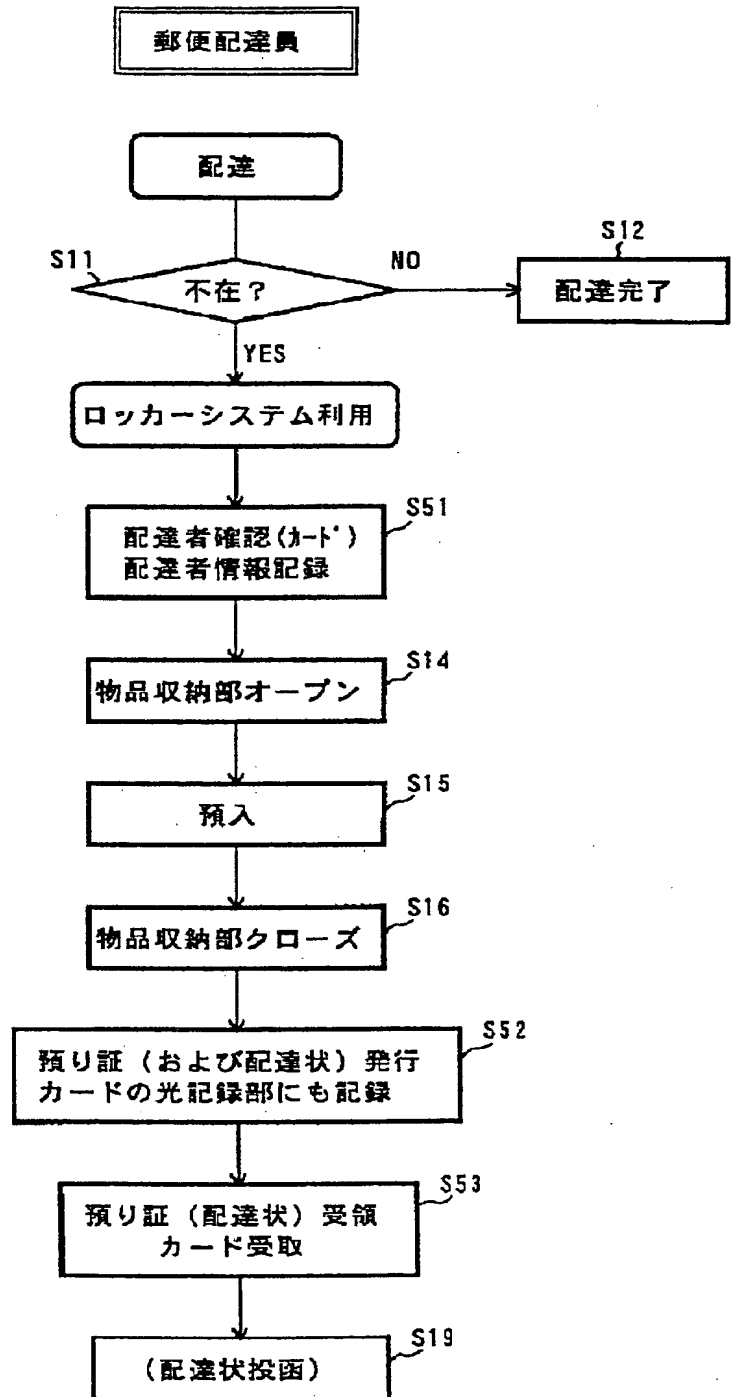 郵便配達員
配達
S11
不在?
NO
S12
配達完了
YES
ロッカーシステム利用
S51
配達者確認(ｶｰﾄﾞ)
配達者情報記録
S14
物品収納部オープン
S15
預入
S16
物品収納部クローズ
S52
預り証(および配達状)発行
カードの光記録部にも記録
S53
預り証(配達状)受領
カード受取
S19
(配達状投函)